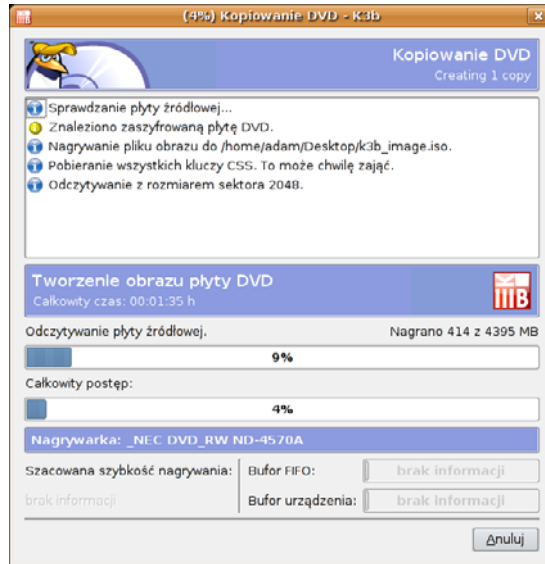 (4%) Kopiowanie DVD - K3b
Kopiowanie DVD
Creating 1 copy
Sprawdzanie płyty źródłowej...
Znaleziono zaszyfrowaną płytę DVD.
Nagrywanie pliku obrazu do /home/adam/Desktop/k3b_image.iso.
Pobieranie wszystkich kluczy CSS. To może chwilę zająć.
Odczytywanie z rozmiarem sektora 2048.
Tworzenie obrazu płyty DVD
Całkowity czas: 00:01:35 h
Odczytywanie płyty źródłowej. Nagrano 414 z 4395 MB
9%
Całkowity postęp:
4%
Nagrywarka: _NEC DVD_RW ND-4570A
Szacowana szybkość nagrywania: Bufor FIFO: brak informacji
brak informacji Bufor urządzenia: brak informacji
Anuluj